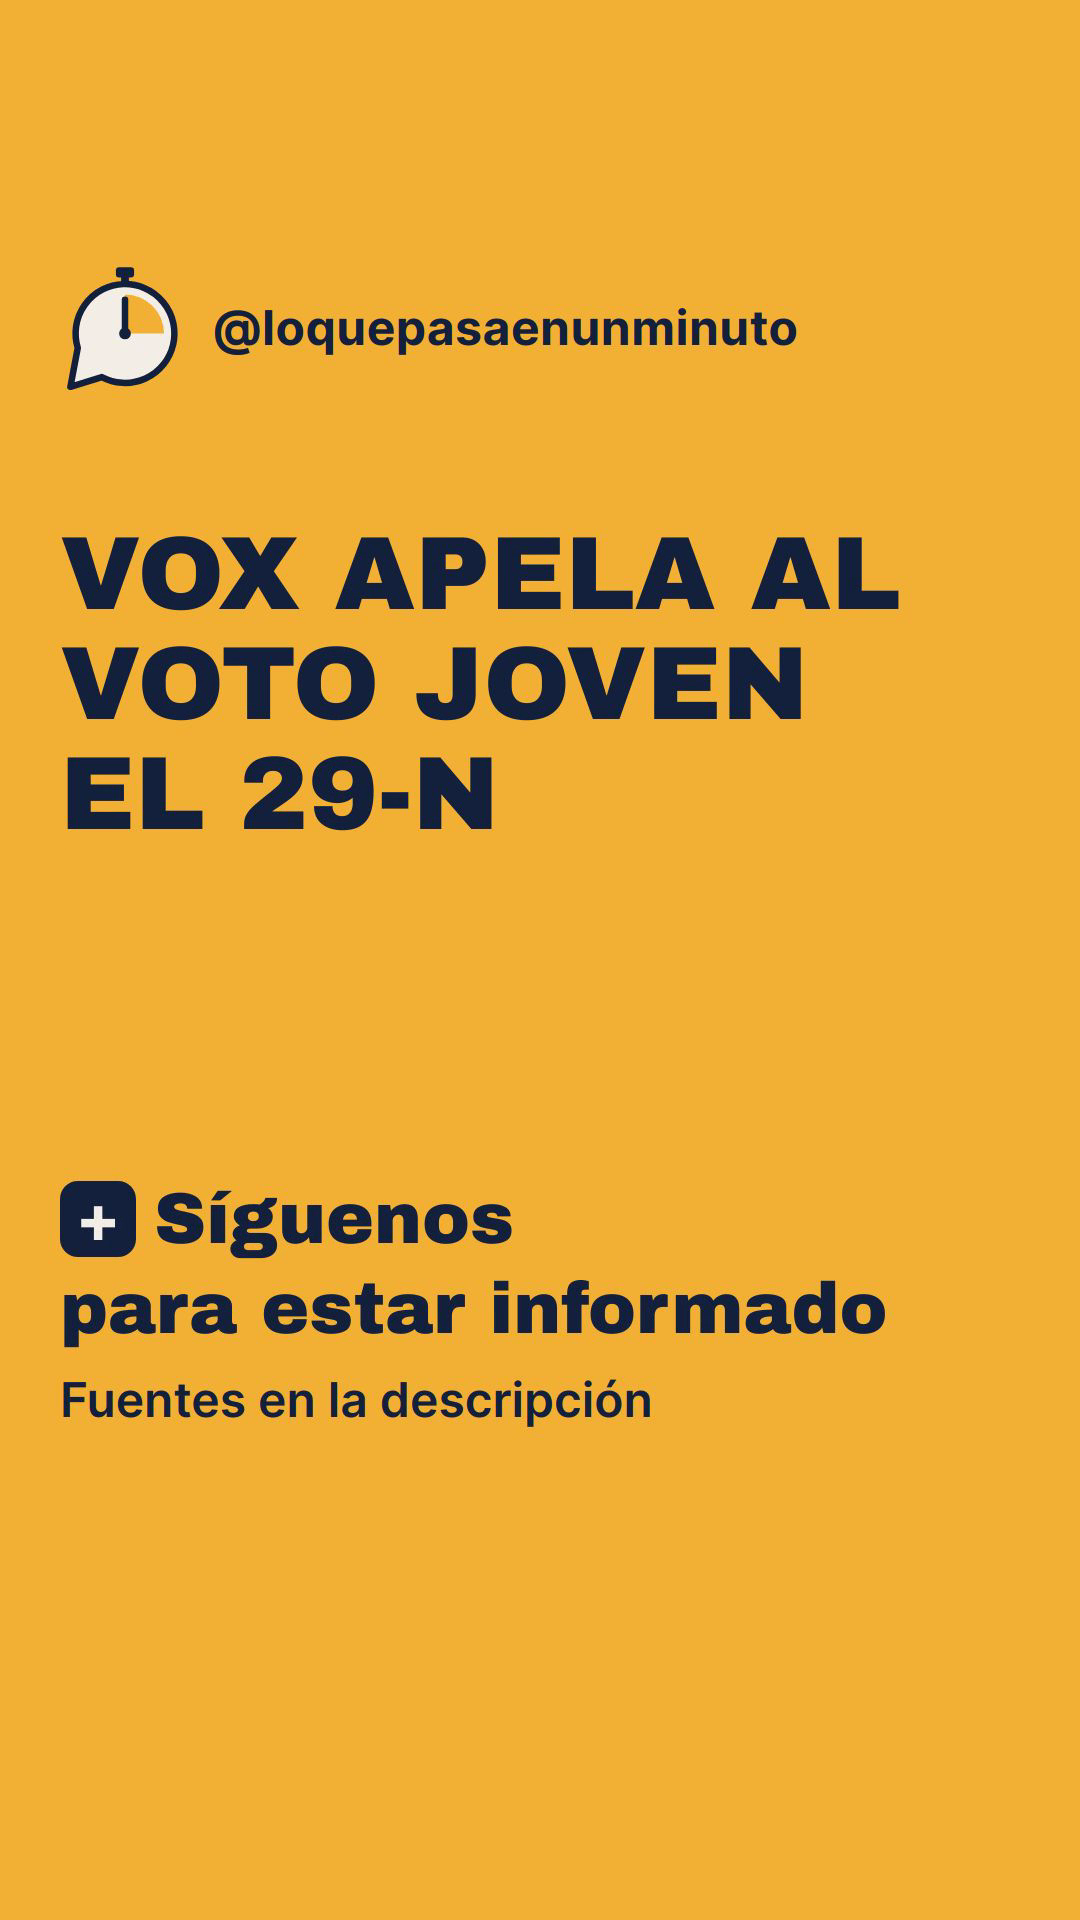 @loquepasaenunminuto
VOX APELA AL
VOTO JOVEN
EL 29-N
+ Síguenos
para estar informado
Fuentes en la descripción